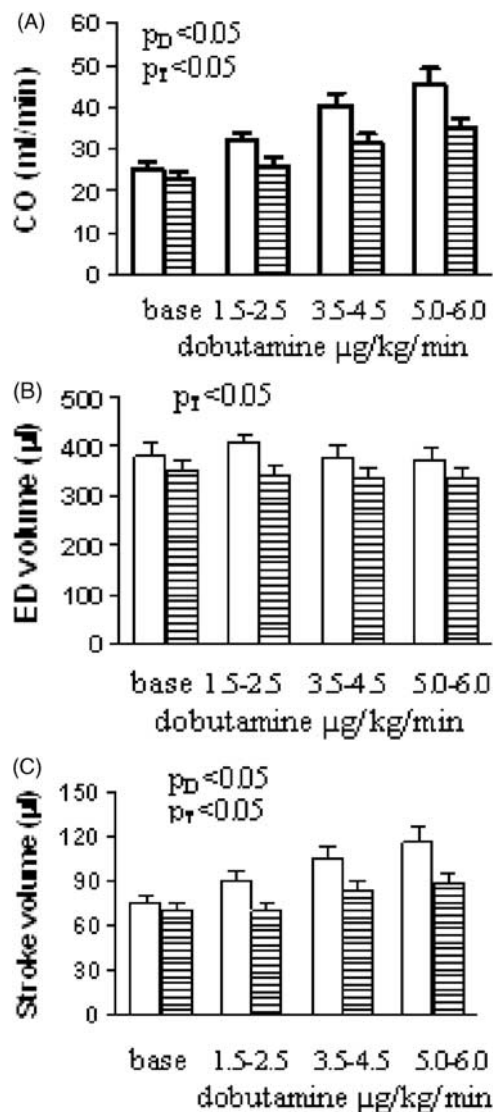 (A)
CO (ml/min)
60
50
40
30
20
10
0
pD <0.05
pT <0.05
base 1.5-2.5 3.5-4.5 5.0-6.0
dobutamine μg/kg/min
(B)
ED volume (μl)
500
400
300
200
100
0
pT <0.05
base 1.5-2.5 3.5-4.5 5.0-6.0
dobutamine μg/kg/min
(C)
Stroke volume (μl)
150
120
90
60
30
0
pD <0.05
pT <0.05
base 1.5-2.5 3.5-4.5 5.0-6.0
dobutamine μg/kg/min